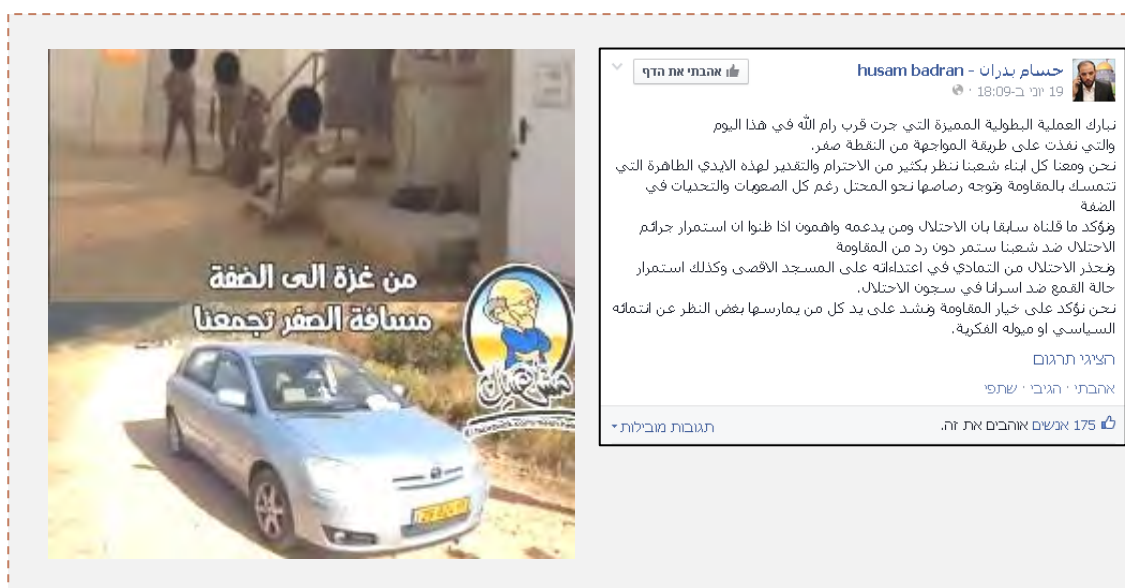 من غزة الى الضفة
مسافة الصفر تجمعنا
حسام بدران - husam badran
אהבתי את הדף
19 יוני ב-18:09
نبارك العملية البطولية المميزة التي جرت قرب رام الله في هذا اليوم
والتي نفذت على طريقة المواجهة من النقطة صفر.
نحن ومعنا كل ابناء شعبنا ننظر بكثير من الاحترام والتقدير لهذه الايدي الطاهرة التي
تتمسك بالمقاومة وتوجه رصاصها نحو المحتل رغم كل الصعوبات والتحديات في
الضفة
ونؤكد ما قلناه سابقا بان الاحتلال ومن يدعمه واهمون اذا ظنوا ان استمرار جرائم
الاحتلال ضد شعبنا ستمر دون رد من المقاومة
ونحذر الاحتلال من التمادي في اعتداءاته على المسجد الاقصى وكذلك استمرار
حالة القمع ضد اسرانا في سجون الاحتلال.
نحن نؤكد على خيار المقاومة ونشد على يد كل من يمارسها بغض النظر عن انتمائه
السياسي او ميوله الفكرية.
הציגי תרגום
אהבתי · הגיבי · שתפי
175 אנשים אוהבים את זה.
תגובות מובילות